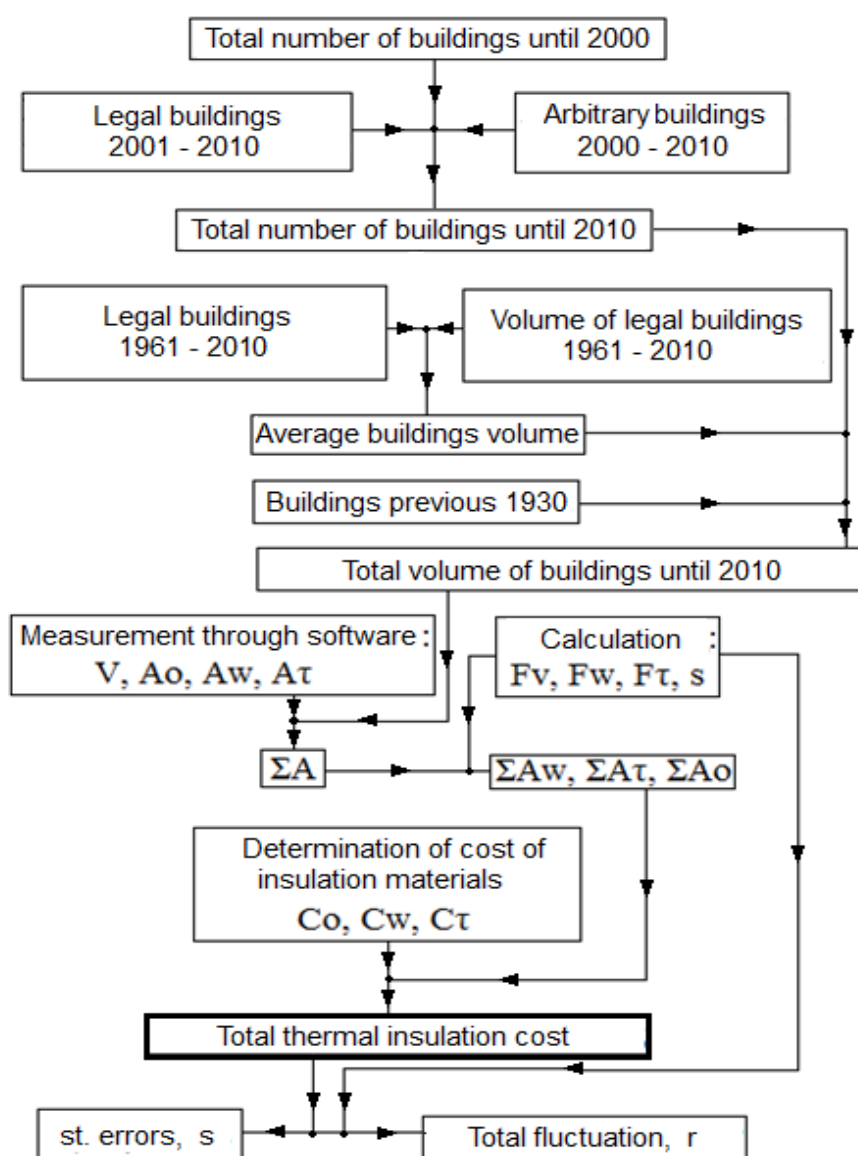 Total number of buildings until 2000
Legal buildings
2001 - 2010
Arbitrary buildings
2000 - 2010
Total number of buildings until 2010
Legal buildings
1961 - 2010
Volume of legal buildings
1961 - 2010
Average buildings volume
Buildings previous 1930
Total volume of buildings until 2010
Measurement through software :
V, Ao, Aw, Aτ
Calculation :
Fv, Fw, Fτ, s
ΣA
ΣAw, ΣAτ, ΣAo
Determination of cost of
insulation materials
Co, Cw, Cτ
Total thermal insulation cost
st. errors, s
Total fluctuation, r